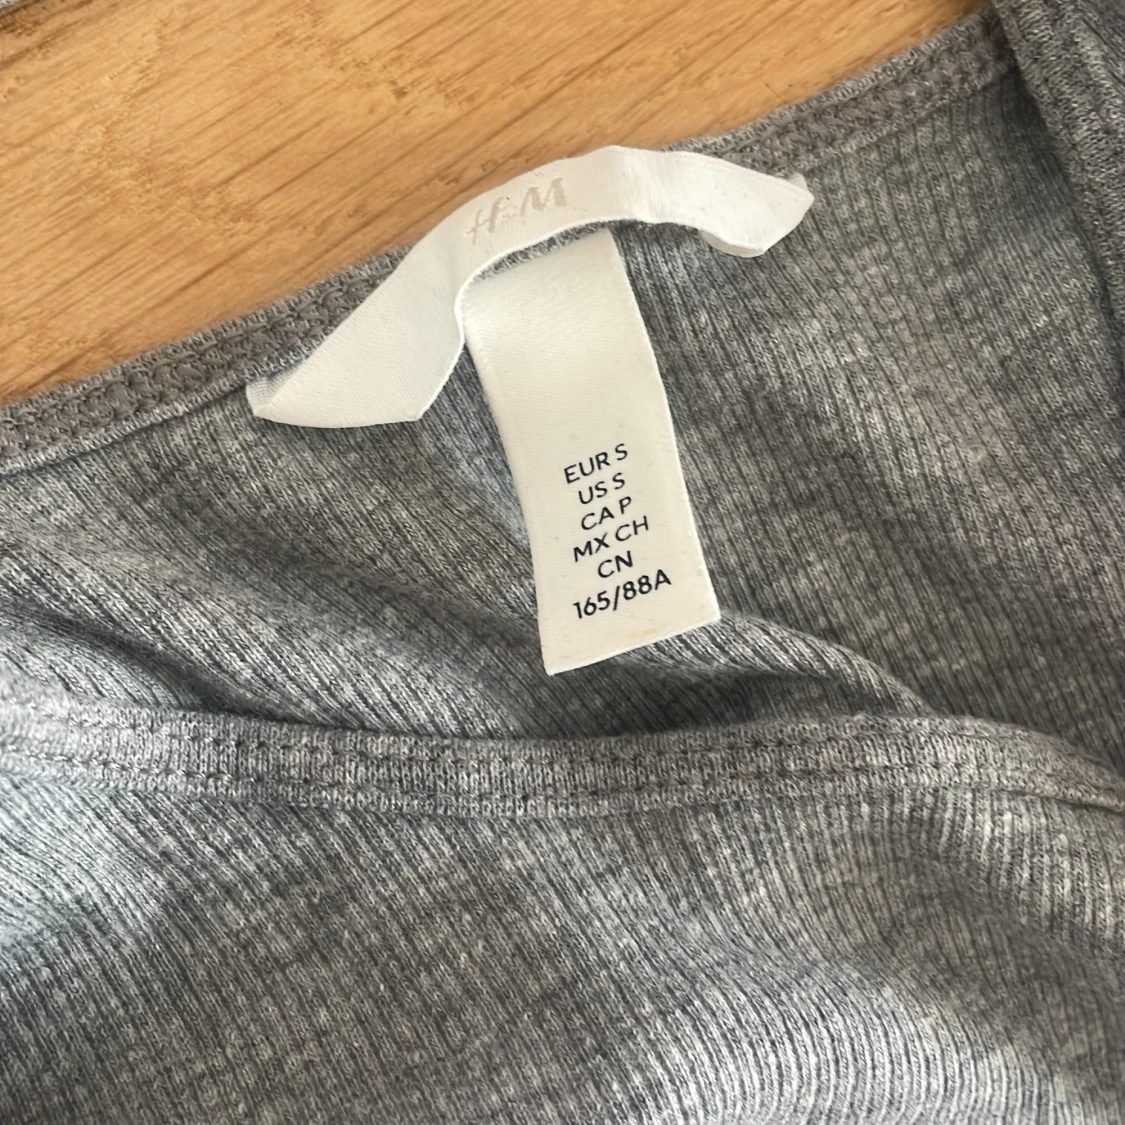 H&M
EUR S
US S
CA P
MX CH
CN
165/88A